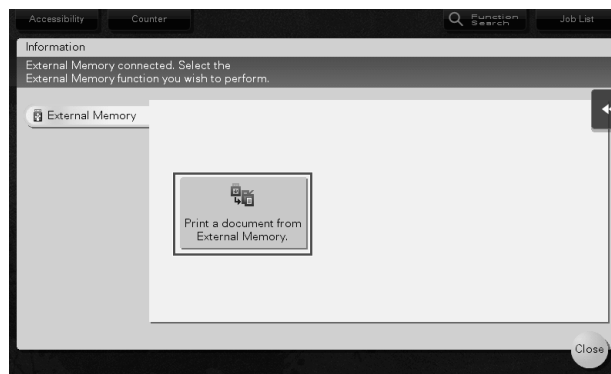 Accessibility
Counter
Function
Search
Job List
Information
External Memory connected. Select the
External Memory function you wish to perform.
External Memory
Print a document from
External Memory.
Close